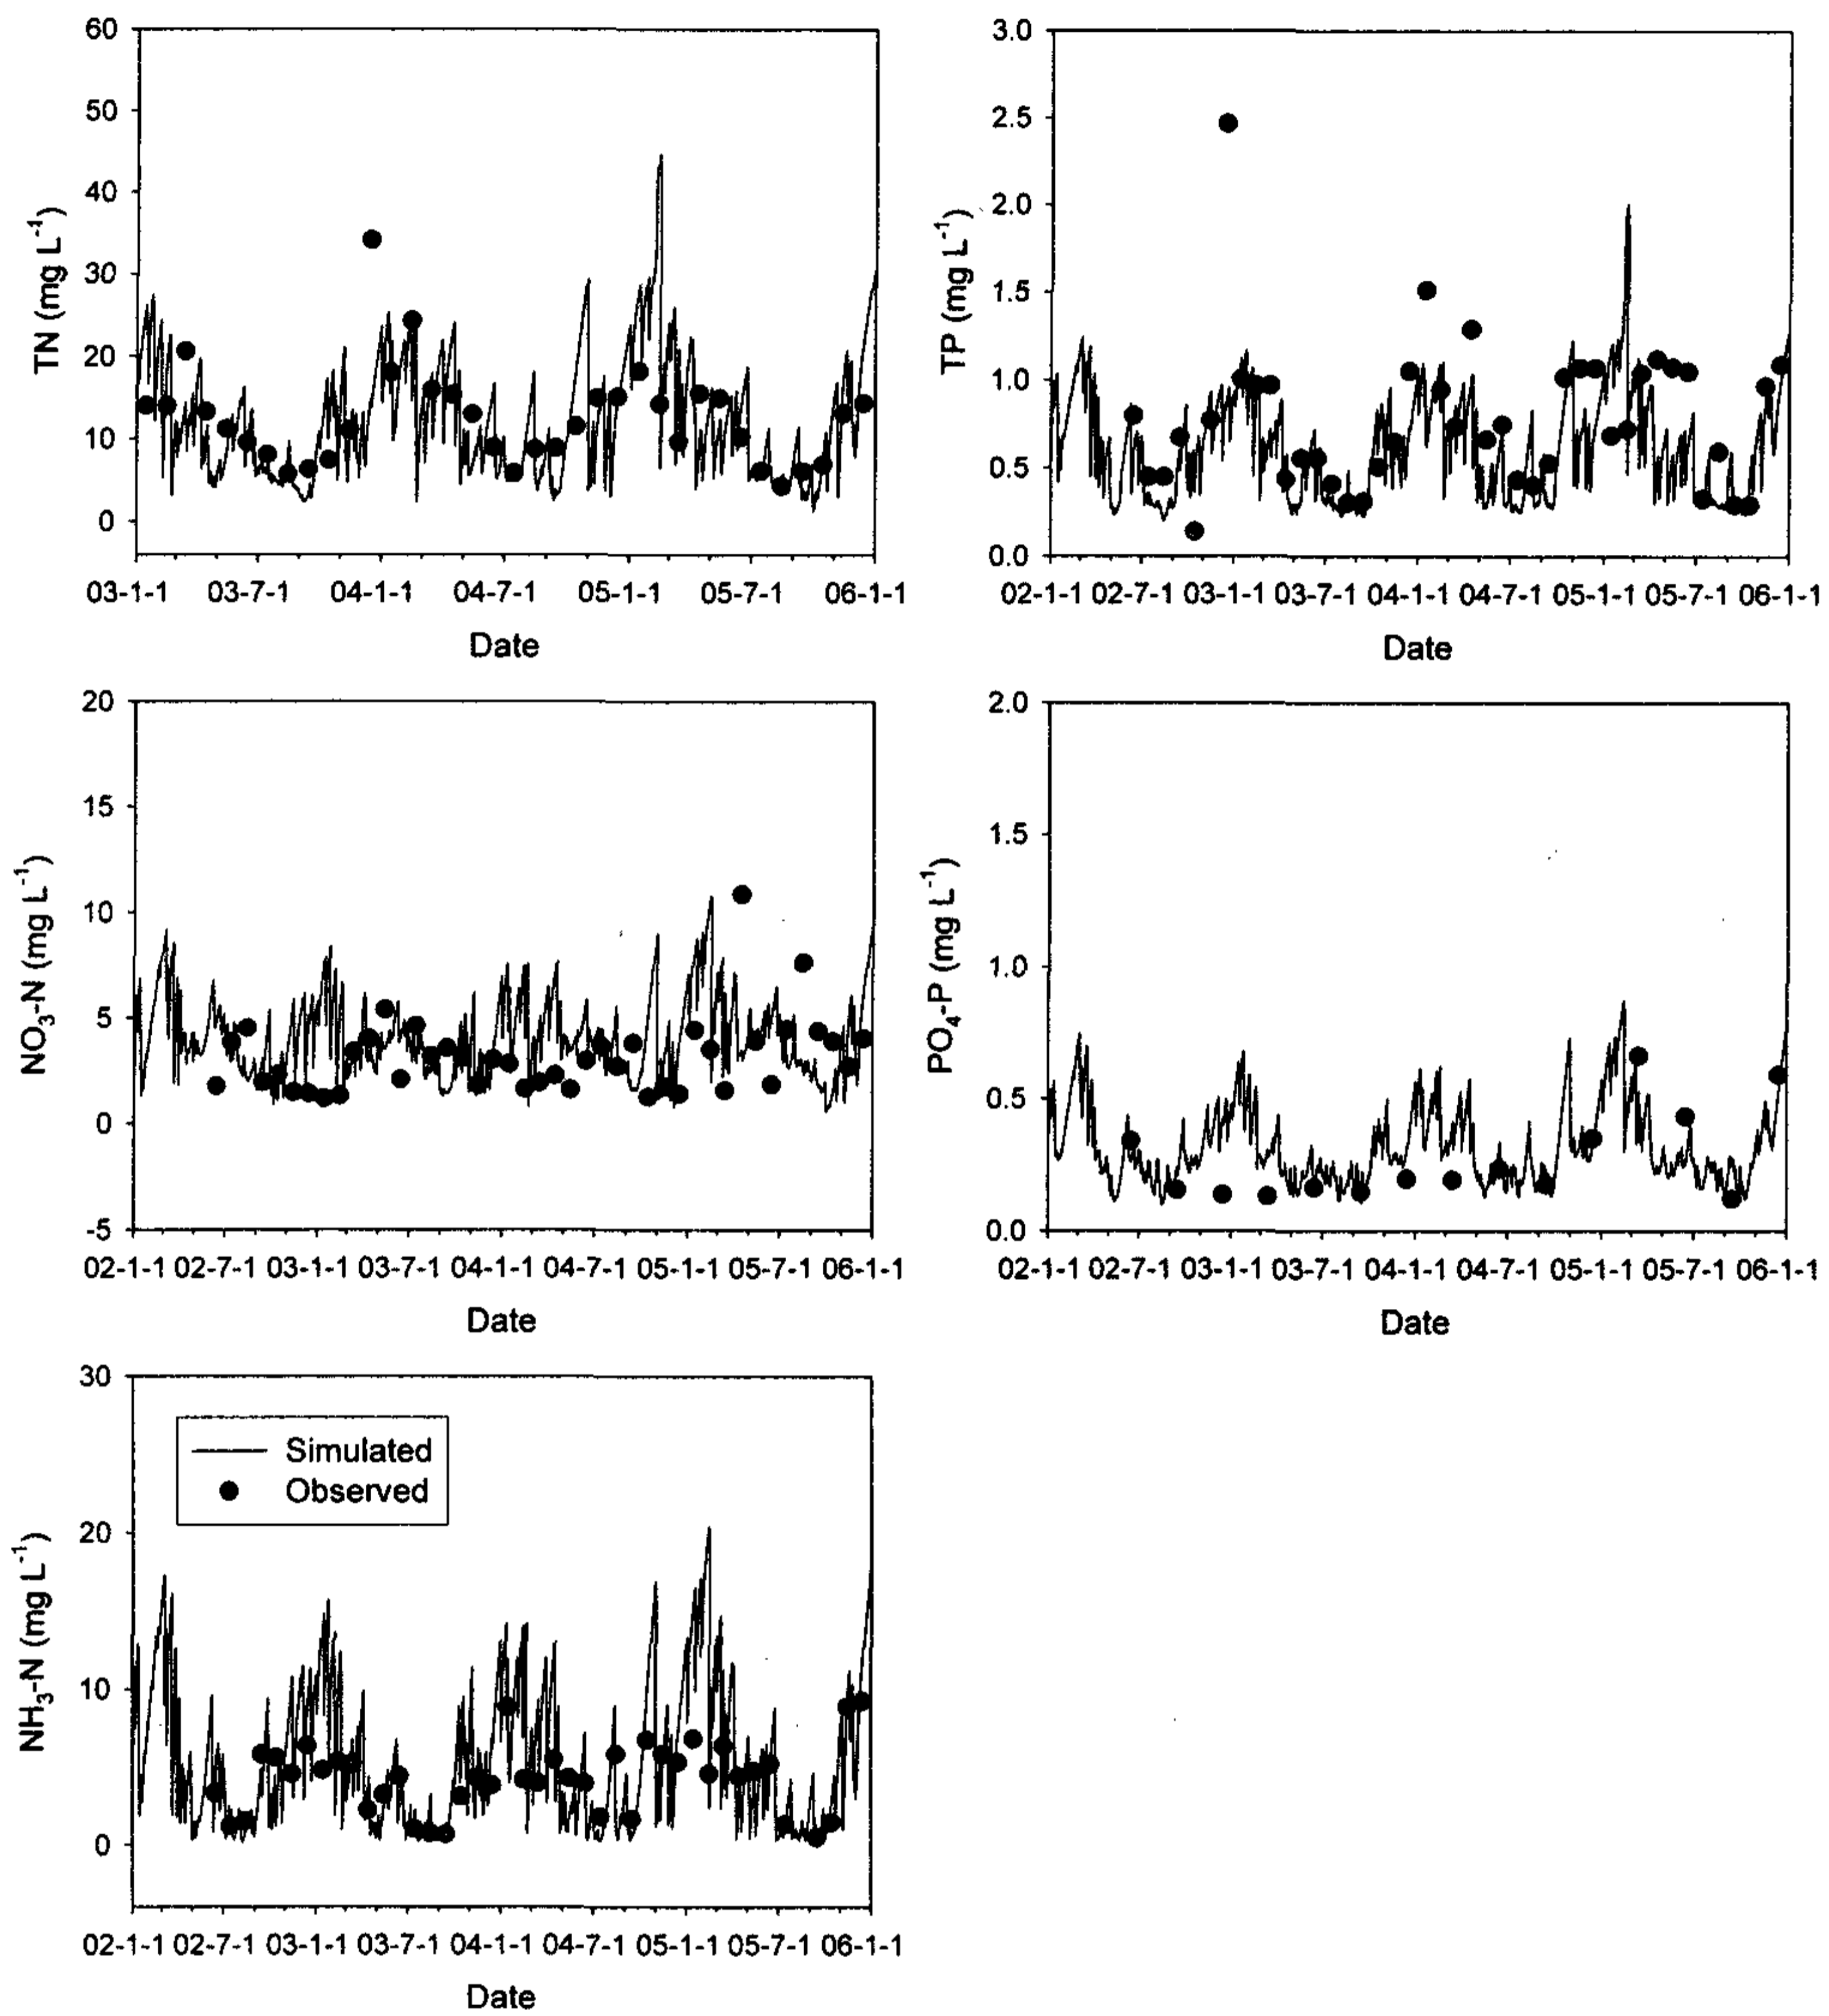 60
50
40
30
20
10
0
TN (mg L⁻¹)
03-1-1 03-7-1 04-1-1 04-7-1 05-1-1 05-7-1 06-1-1
Date
3.0
2.5
2.0
1.5
1.0
0.5
0.0
TP (mg L⁻¹)
02-1-1 02-7-1 03-1-1 03-7-1 04-1-1 04-7-1 05-1-1 05-7-1 06-1-1
Date
20
15
10
5
0
-5
NO₃-N (mg L⁻¹)
02-1-1 02-7-1 03-1-1 03-7-1 04-1-1 04-7-1 05-1-1 05-7-1 06-1-1
Date
2.0
1.5
1.0
0.5
0.0
PO₄-P (mg L⁻¹)
02-1-1 02-7-1 03-1-1 03-7-1 04-1-1 04-7-1 05-1-1 05-7-1 06-1-1
Date
30
20
10
0
NH₃-N (mg L⁻¹)
Simulated
Observed
02-1-1 02-7-1 03-1-1 03-7-1 04-1-1 04-7-1 05-1-1 05-7-1 06-1-1
Date